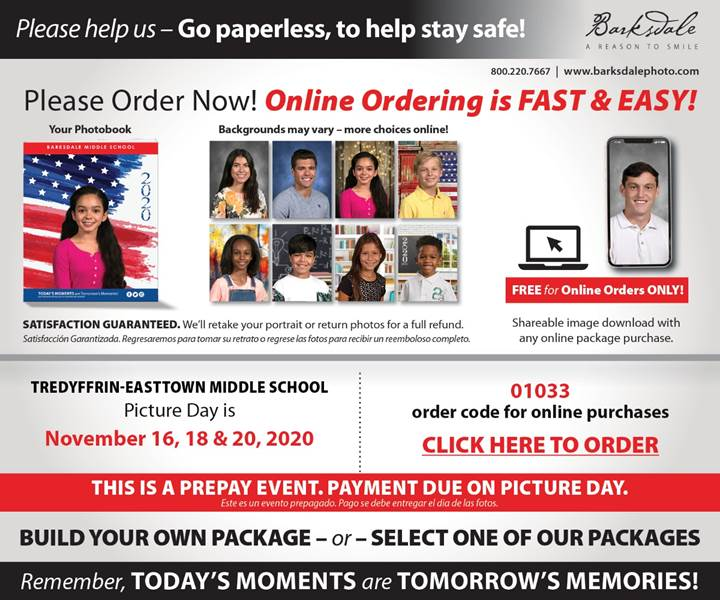 Please help us – Go paperless, to help stay safe!
Barksdale
A REASON TO SMILE
800.220.7667 | www.barksdalephoto.com
Please Order Now! Online Ordering is FAST & EASY!
Your Photobook
Backgrounds may vary – more choices online!
BARKSDALE MIDDLE SCHOOL
2020
TODAY'S MOMENTS are Tomorrow's Memories!
FREE for Online Orders ONLY!
SATISFACTION GUARANTEED. We'll retake your portrait or return photos for a full refund.
Satisfacción Garantizada. Regresaremos para tomar su retrato o regrese las fotos para recibir un reembolso completo.
Shareable image download with
any online package purchase.
TREDYFFRIN-EASTTOWN MIDDLE SCHOOL
Picture Day is
November 16, 18 & 20, 2020
01033
order code for online purchases
CLICK HERE TO ORDER
THIS IS A PREPAY EVENT. PAYMENT DUE ON PICTURE DAY.
Este es un evento prepagado. Pago se debe entregar el dia de las fotos.
BUILD YOUR OWN PACKAGE – or – SELECT ONE OF OUR PACKAGES
Remember, TODAY'S MOMENTS are TOMORROW'S MEMORIES!